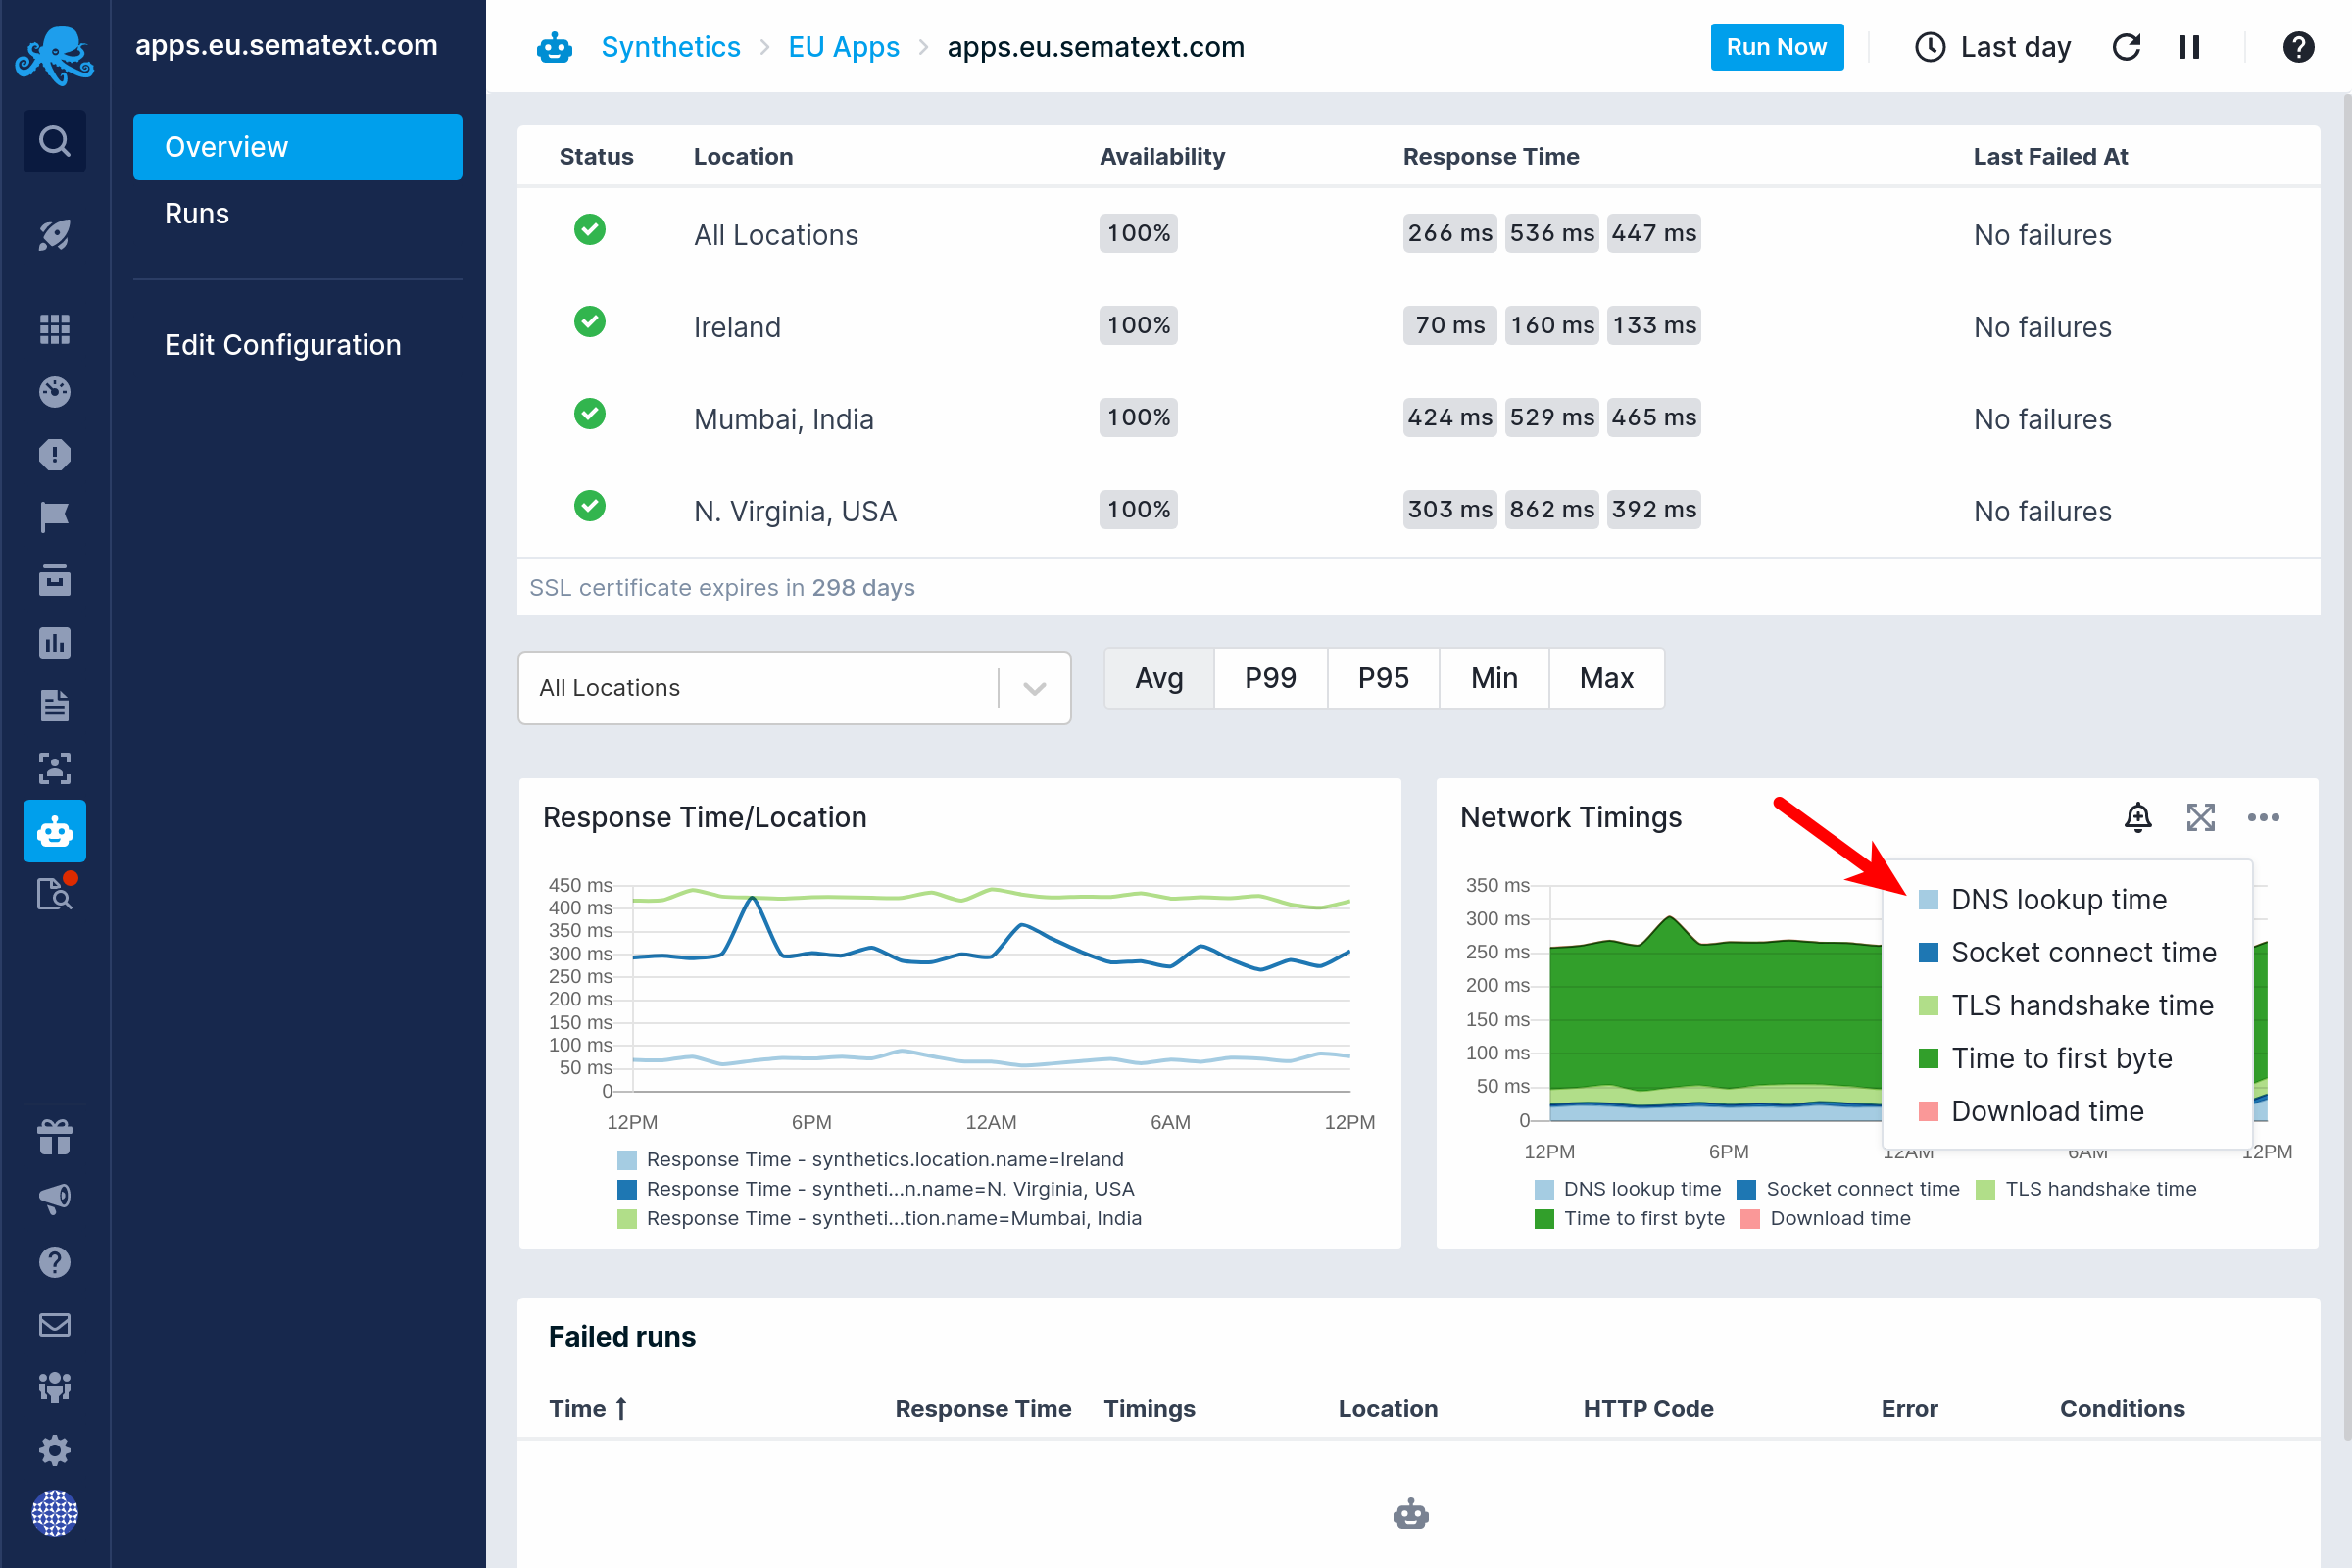 apps.eu.sematext.com
Synthetics EU Apps apps.eu.sematext.com Run Now Last day
Overview
Runs
Edit Configuration
Status Location Availability Response Time Last Failed At
All Locations 100% 266 ms 536 ms 447 ms No failures
Ireland 100% 70 ms 160 ms 133 ms No failures
Mumbai, India 100% 424 ms 529 ms 465 ms No failures
N. Virginia, USA 100% 303 ms 862 ms 392 ms No failures
SSL certificate expires in 298 days
All Locations Avg P99 P95 Min Max
Response Time/Location
450 ms
400 ms
350 ms
300 ms
250 ms
200 ms
150 ms
100 ms
50 ms
0
12PM 6PM 12AM 6AM 12PM
Response Time - synthetics.location.name=Ireland
Response Time - syntheti...n.name=N. Virginia, USA
Response Time - syntheti...tion.name=Mumbai, India
Network Timings
350 ms
300 ms
250 ms
200 ms
150 ms
100 ms
50 ms
0
12PM 6PM 12AM 6AM 12PM
DNS lookup time
Socket connect time
TLS handshake time
Time to first byte
Download time
DNS lookup time Socket connect time TLS handshake time
Time to first byte Download time
Failed runs
Time ↑ Response Time Timings Location HTTP Code Error Conditions